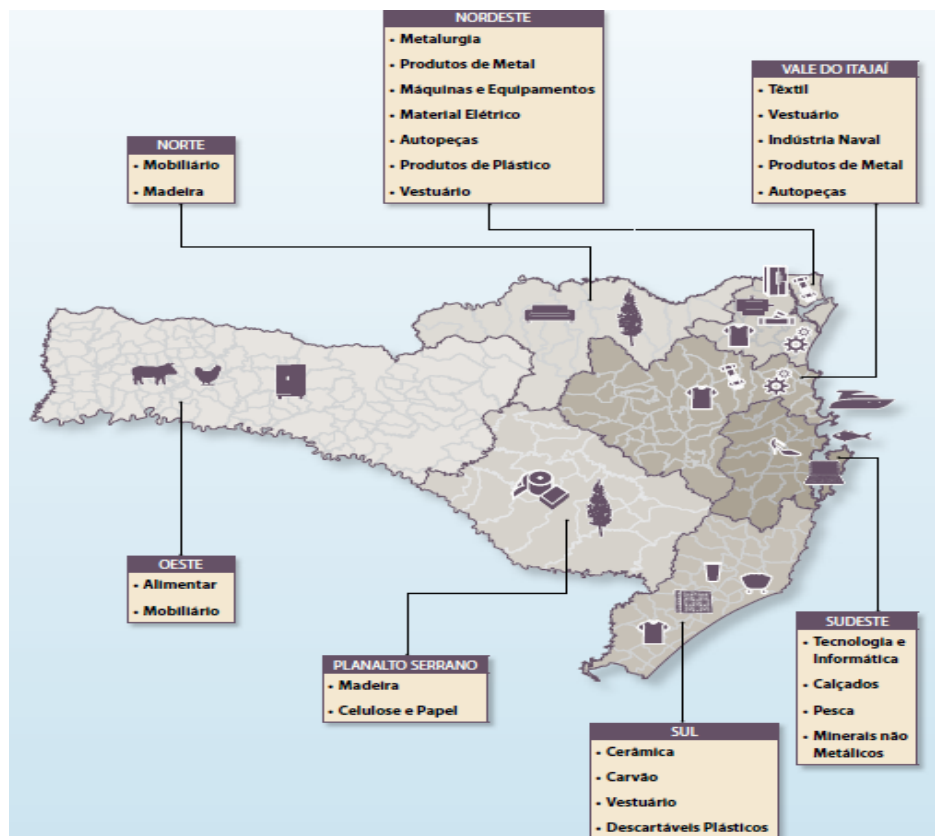 NORDESTE
• Metalurgia
• Produtos de Metal
• Máquinas e Equipamentos
• Material Elétrico
• Autopeças
• Produtos de Plástico
• Vestuário
VALE DO ITAJAÍ
• Têxtil
• Vestuário
• Indústria Naval
• Produtos de Metal
• Autopeças
NORTE
• Mobiliário
• Madeira
OESTE
• Alimentar
• Mobiliário
PLANALTO SERRANO
• Madeira
• Celulose e Papel
SUL
• Cerâmica
• Carvão
• Vestuário
• Descartáveis Plásticos
SUDESTE
• Tecnologia e
Informática
• Calçados
• Pesca
• Minerais não
Metálicos